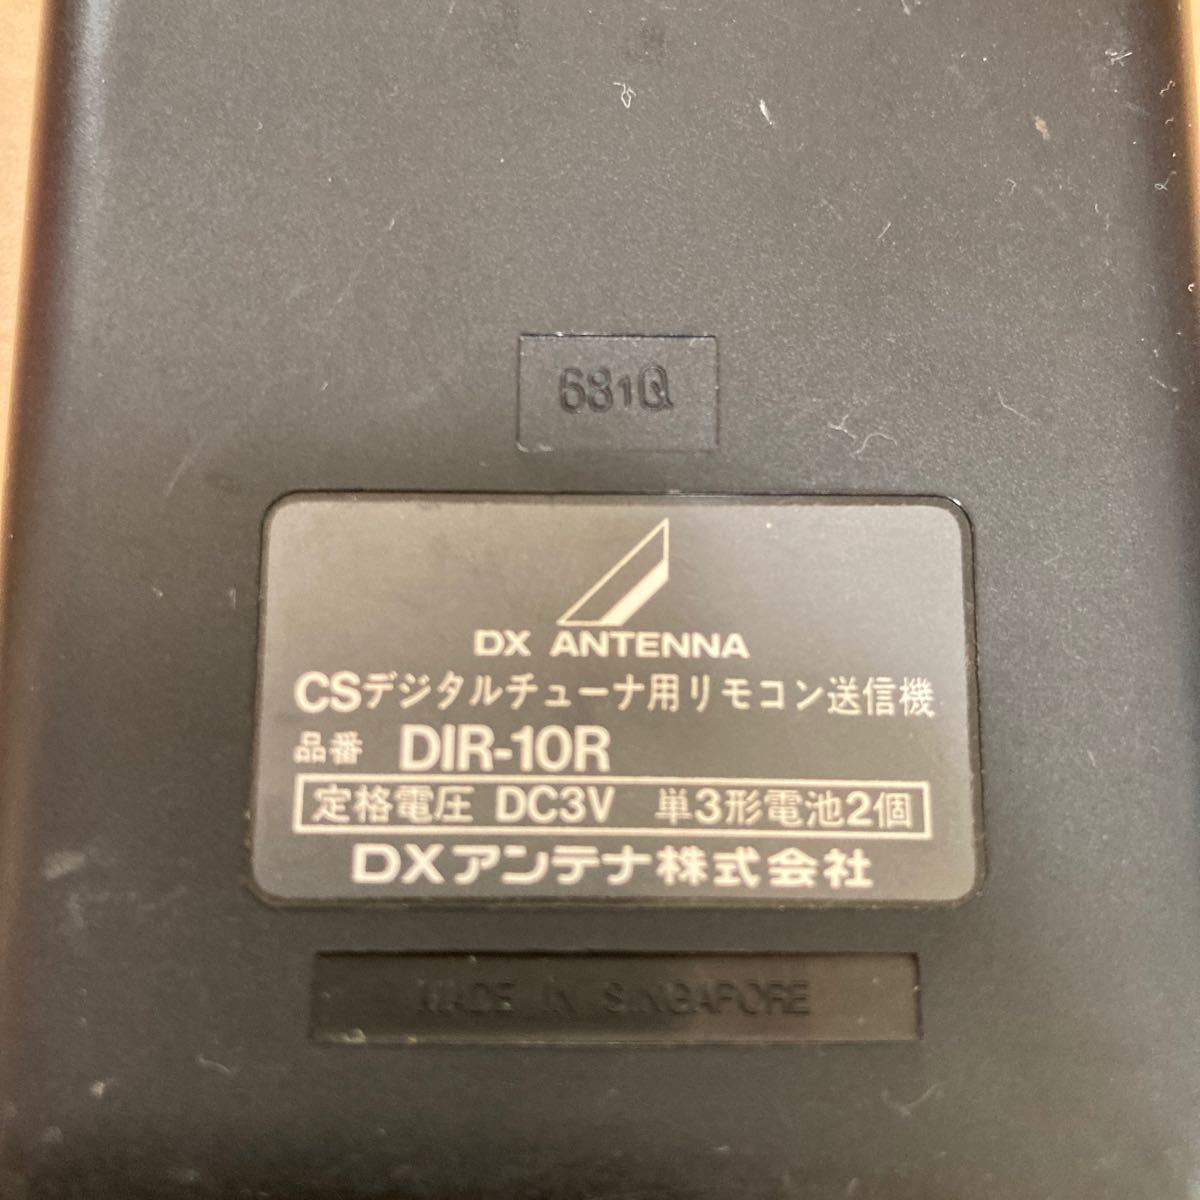 681Q
DX ANTENNA
CSデジタルチューナ用リモコン送信機
品番 DIR-10R
定格電圧 DC3V 単3形電池2個
DXアンテナ株式会社
MADE IN SINGAPORE